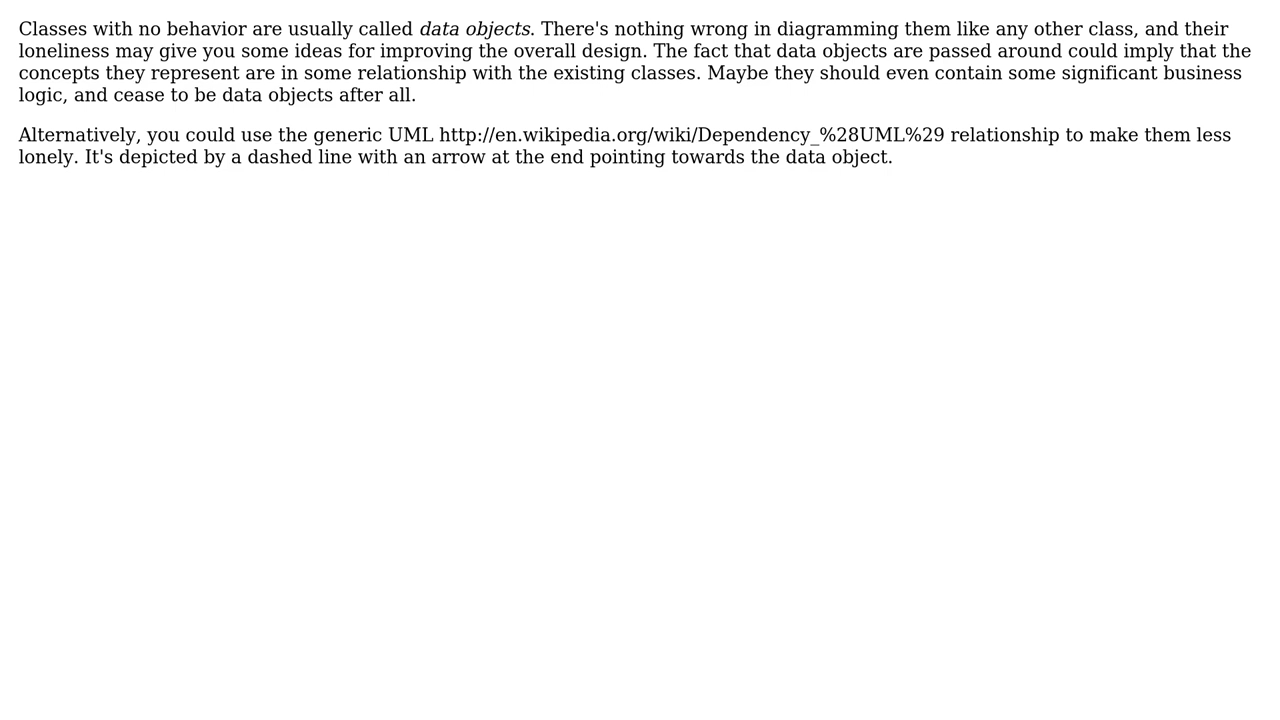 Classes with no behavior are usually called data objects. There's nothing wrong in diagramming them like any other class, and their
loneliness may give you some ideas for improving the overall design. The fact that data objects are passed around could imply that the
concepts they represent are in some relationship with the existing classes. Maybe they should even contain some significant business
logic, and cease to be data objects after all.
Alternatively, you could use the generic UML http://en.wikipedia.org/wiki/Dependency_%28UML%29 relationship to make them less
lonely. It's depicted by a dashed line with an arrow at the end pointing towards the data object.